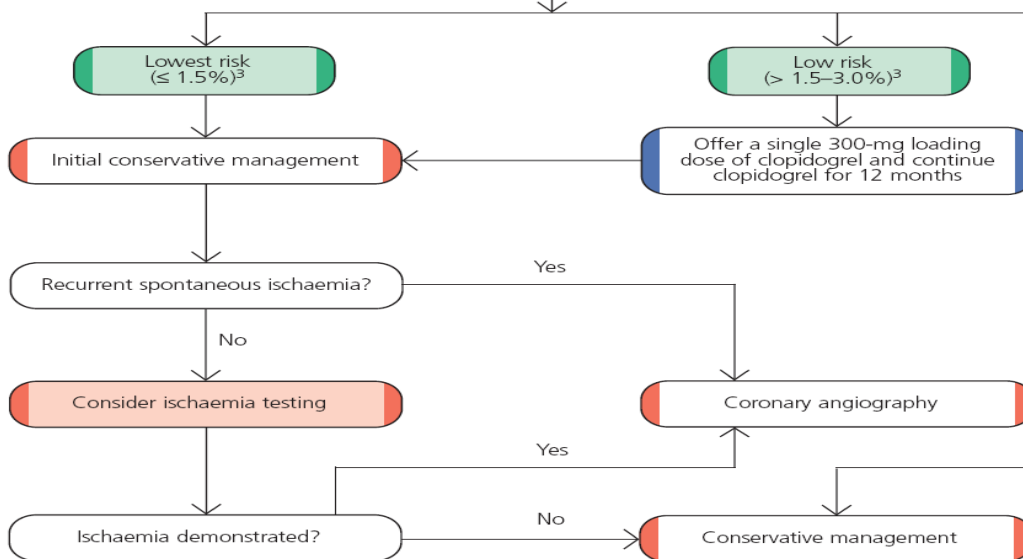 Lowest risk
(≤ 1.5%)³
Low risk
(> 1.5–3.0%)³
Initial conservative management
Offer a single 300-mg loading
dose of clopidogrel and continue
clopidogrel for 12 months
Recurrent spontaneous ischaemia?
Yes
No
Consider ischaemia testing
Coronary angiography
Yes
Ischaemia demonstrated?
No
Conservative management